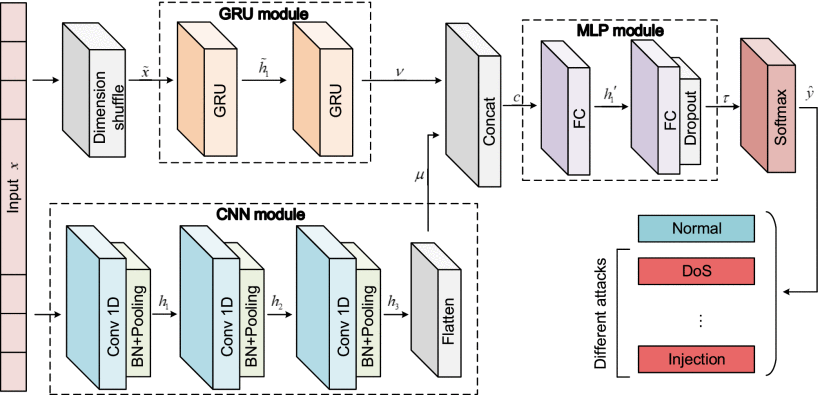 Input x
Dimension
shuffle
x̃
GRU module
GRU
h̃₁
GRU
ν
Concat
c
MLP module
FC
h₁′
FC
Dropout
τ
Softmax
ŷ
μ
CNN module
Conv 1D
BN+Pooling
h₁
Conv 1D
BN+Pooling
h₂
Conv 1D
BN+Pooling
h₃
Flatten
Different attacks
Normal
DoS
...
Injection